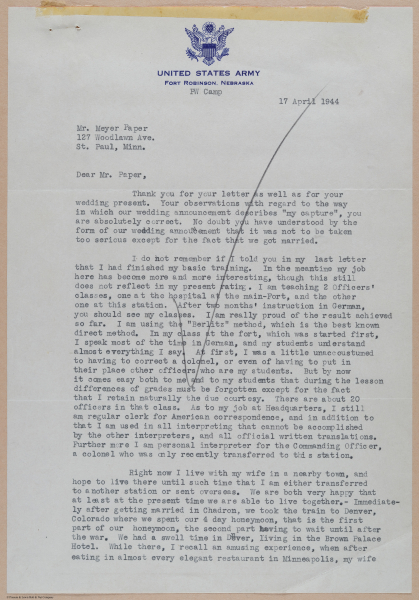 UNITED STATES ARMY
FORT ROBINSON, NEBRASKA
PW Camp
17 April 1944
Mr. Meyer Paper
127 Woodlawn Ave.
St. Paul, Minn.
Dear Mr. Paper,
Thank you for your letter as well as for your
wedding present. Your observations with regard to the way
in which our wedding announcement describes "my capture", you
are absolutely correct. No doubt you have understood by the
form of our wedding announcement that it was not to be taken
too serious except for the fact that we got married.
I do not remember if I told you in my last letter
that I had finished my basic training. In the meantime my job
here has become more and more interesting, though this still
does not reflect in my present rating. I am teaching 2 Officers'
classes, one at the hospital at the main-Fort, and the other
one at this station. After two months' instruction in German,
you should see my classes. I am really proud of the result achieved
so far. I am using the "Berlitz" method, which is the best known
direct method. In my class at the fort, which was started first,
I speak most of the time in German, and my students understand
almost everything I say. At first, I was a little unaccustomed
to having to correct a colonel, or even of having to put in
their place other officers who are my students. But by now
it comes easy both to me and to my students that during the lesson
differences of grades must be forgotten except for the fact
that I retain naturally the due courtesy. There are about 20
officers in that class. As to my job at Headquarters, I still
am regular clerk for American correspondence, and in addition to
that I am used in all interpreting that cannot be accomplished
by the other interpreters, and all official written translations.
Further more I am personal interpreter for the Commanding Officer,
a colonel who was only recently transferred to this station.
Right now I live with my wife in a nearby town, and
hope to live there until such time that I am either transferred
to another station or sent overseas. We are both very happy that
at least at the present time we are able to live together.- Immediate-
ly after getting married in Chadron, we took the train to Denver,
Colorado where we spent our 4 day honeymoon, that is the first
part of our honeymoon, the second part having to wait until after
the war. We had a swell time in Denver, living in the Brown Palace
Hotel. While there, I recall an amusing experience, when after
eating in almost every elegant restaurant in Minneapolis, my wife